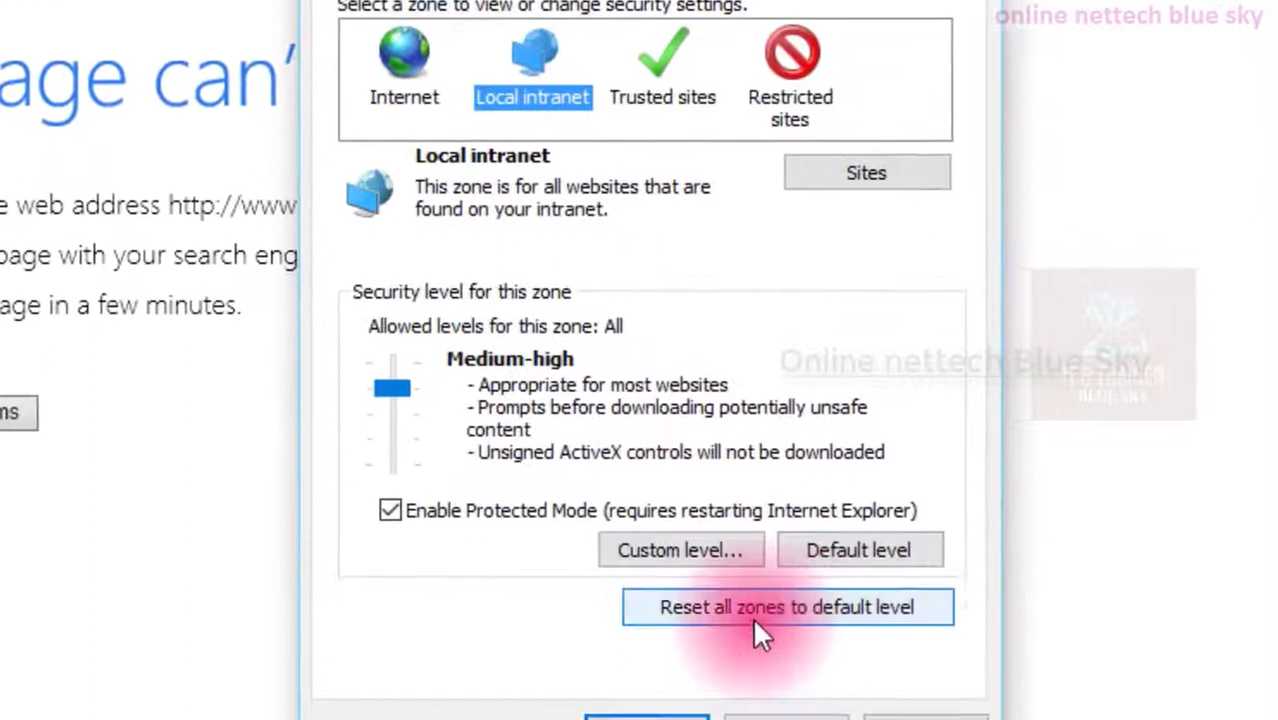 Select a zone to view or change security settings.
online nettech blue sky
age can'
Internet
Local intranet
Trusted sites
Restricted
sites
Local intranet
This zone is for all websites that are
found on your intranet.
Sites
e web address http://www
page with your search eng
age in a few minutes.
Security level for this zone
Allowed levels for this zone: All
Medium-high
- Appropriate for most websites
- Prompts before downloading potentially unsafe
content
- Unsigned ActiveX controls will not be downloaded
Online nettech Blue Sky
BLUE SKY
ms
Enable Protected Mode (requires restarting Internet Explorer)
Custom level...
Default level
Reset all zones to default level